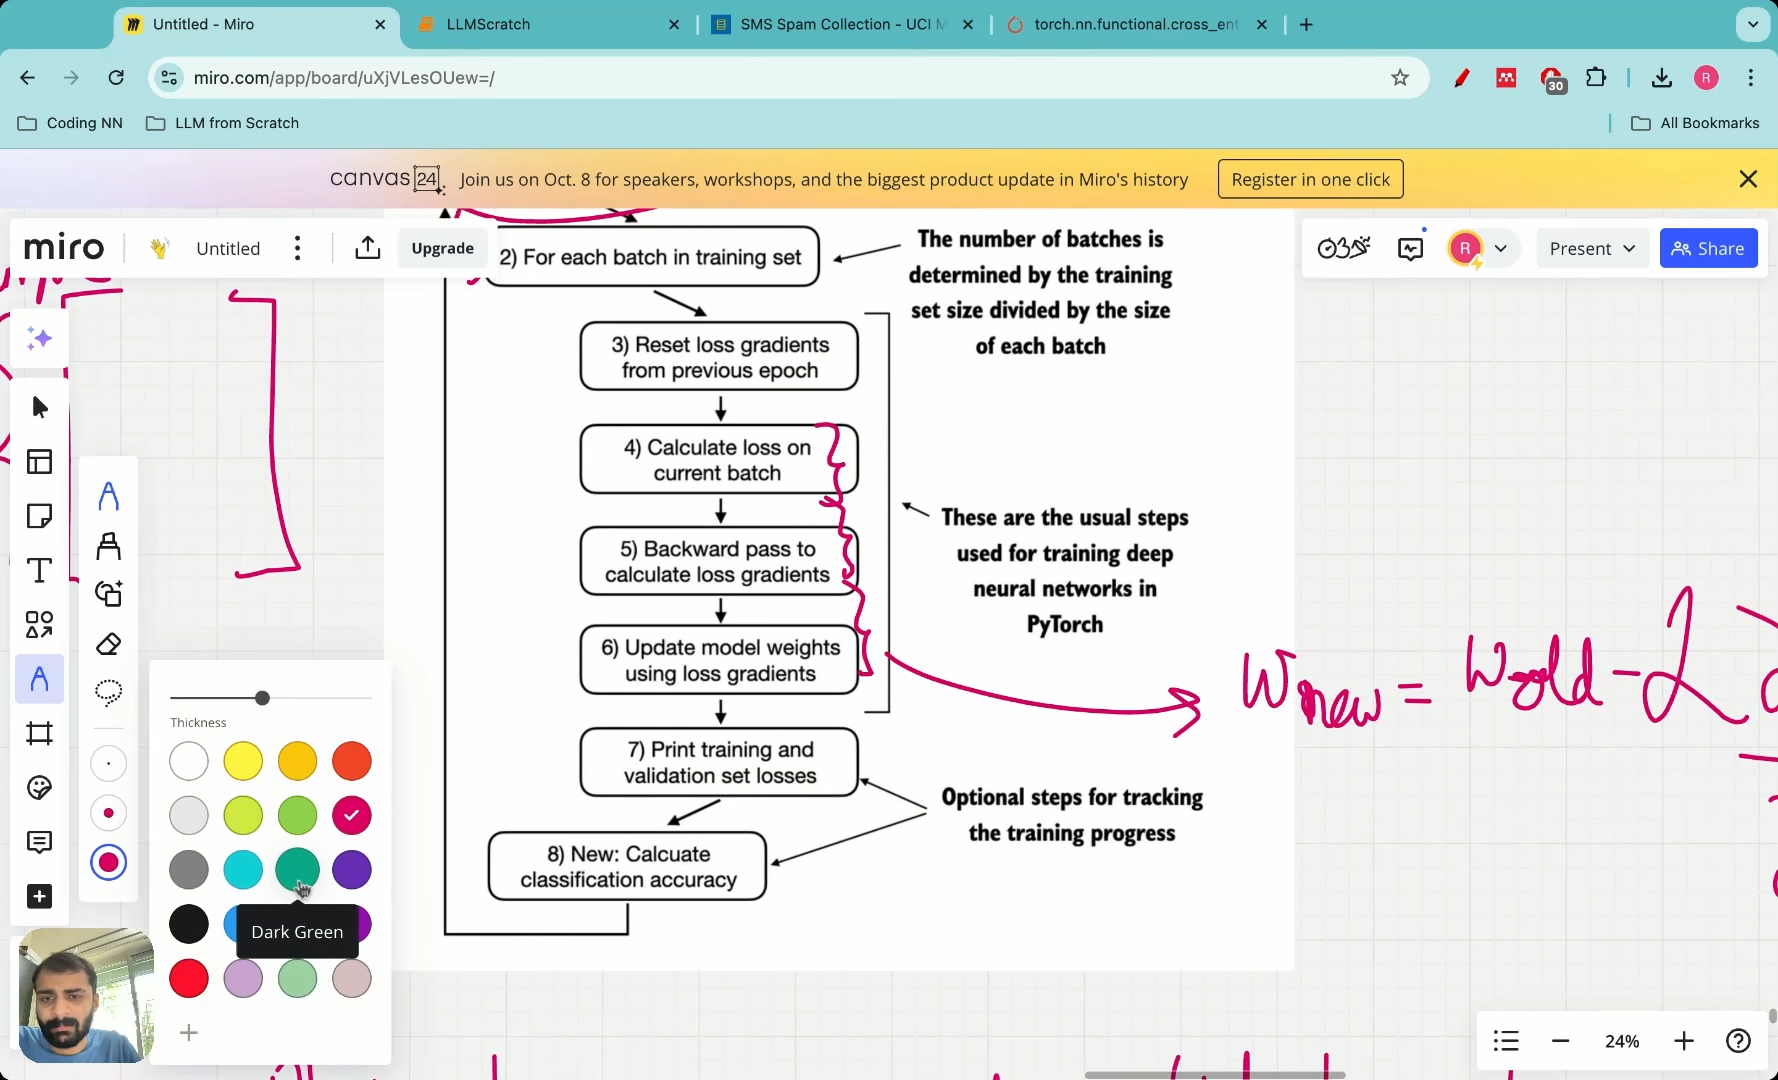 Untitled - Miro
LLMScratch
SMS Spam Collection - UCI M
torch.nn.functional.cross_ent
miro.com/app/board/uXjVLesOUew=/
30
R
Coding NN
LLM from Scratch
All Bookmarks
canvas 24 Join us on Oct. 8 for speakers, workshops, and the biggest product update in Miro's history
Register in one click
miro
Untitled
Upgrade
R
Present
Share
2) For each batch in training set
The number of batches is
determined by the training
set size divided by the size
of each batch
3) Reset loss gradients
from previous epoch
4) Calculate loss on
current batch
5) Backward pass to
calculate loss gradients
These are the usual steps
used for training deep
neural networks in
PyTorch
6) Update model weights
using loss gradients
Wnew = Wold - α
7) Print training and
validation set losses
Optional steps for tracking
the training progress
8) New: Calcuate
classification accuracy
Thickness
Dark Green
24%